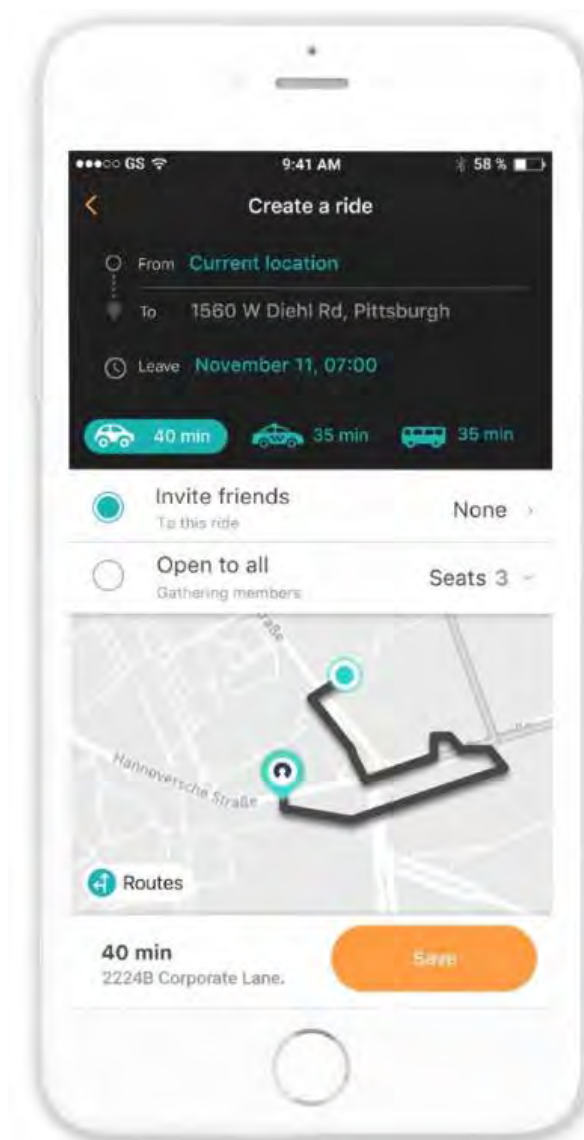 GS 9:41 AM 58 %
Create a ride
From Current location
To 1560 W Diehl Rd, Pittsburgh
Leave November 11, 07:00
40 min 35 min 35 min
Invite friends None
To this ride
Open to all Seats 3
Gathering members
Straße
Hannoversche Straße
Routes
40 min Save
2224B Corporate Lane.